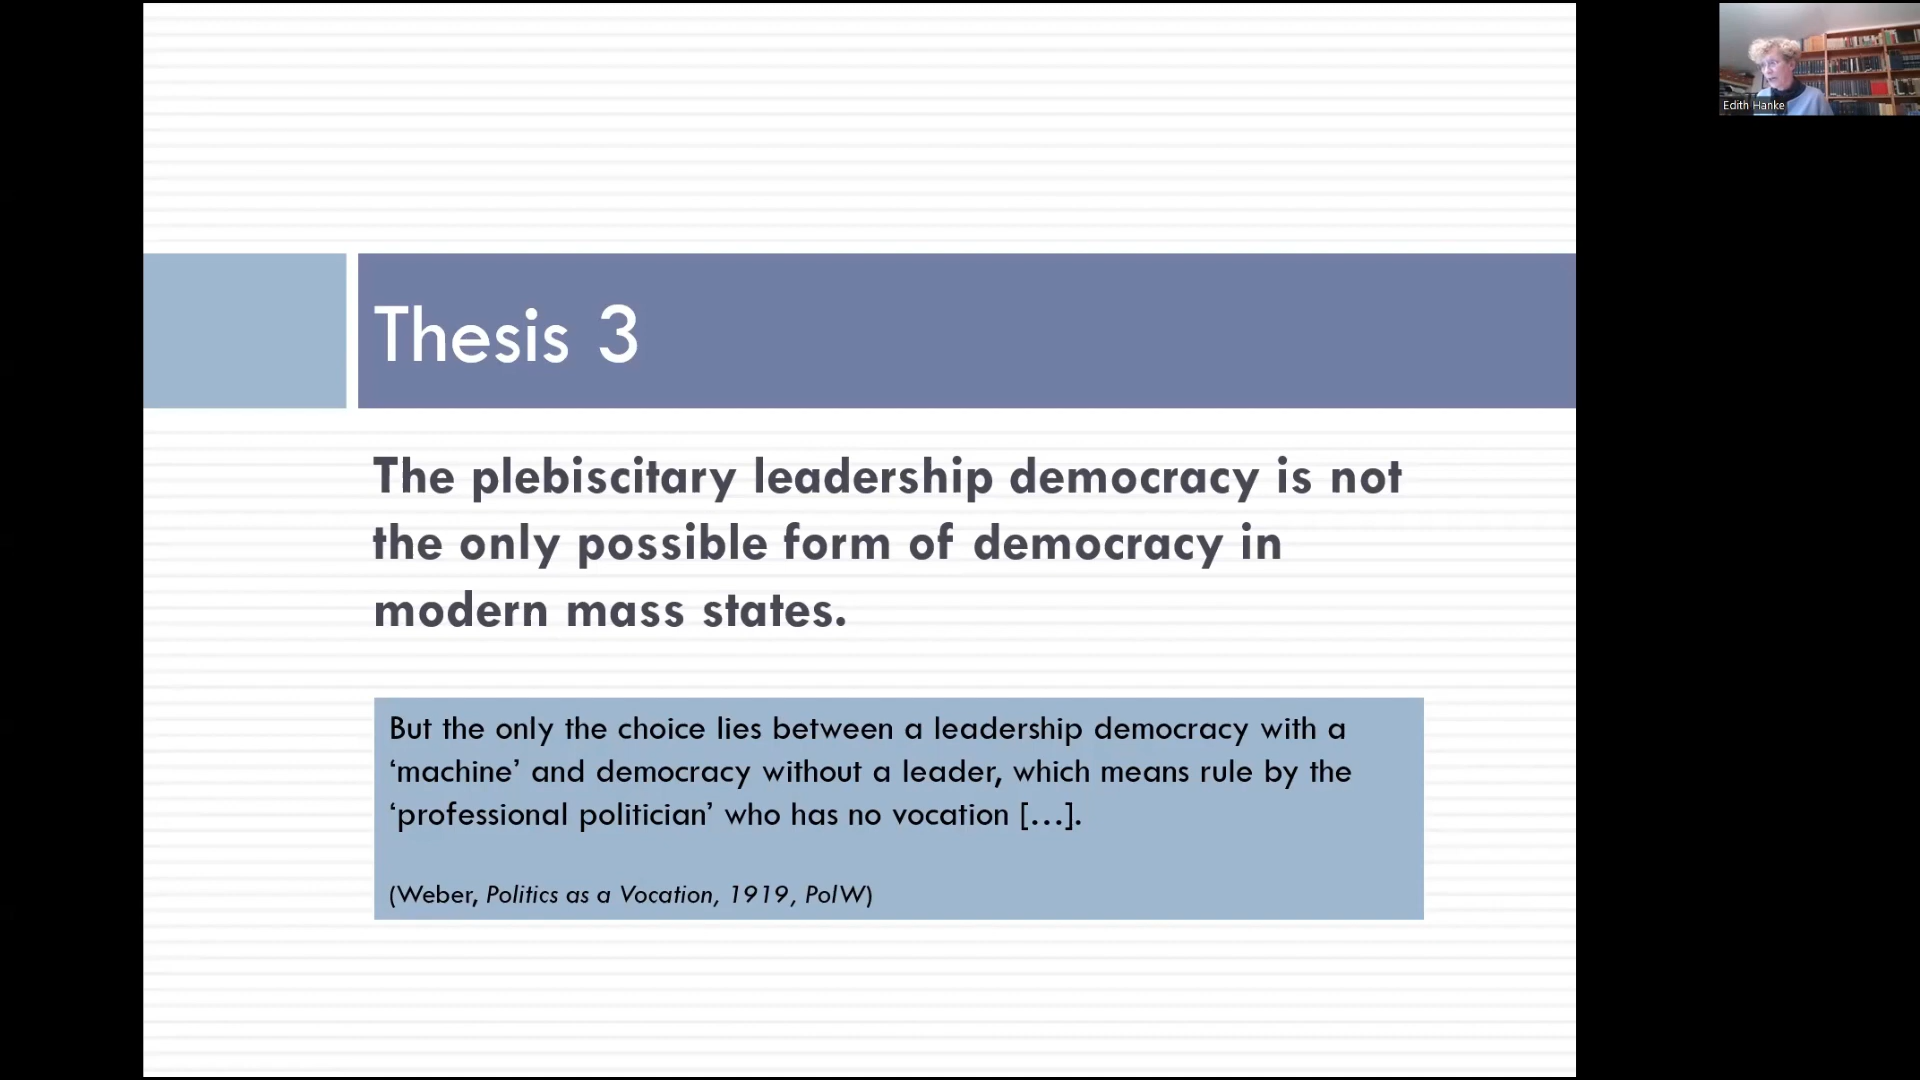 Edith Hanke
Thesis 3
The plebiscitary leadership democracy is not
the only possible form of democracy in
modern mass states.
But the only the choice lies between a leadership democracy with a
‘machine’ and democracy without a leader, which means rule by the
‘professional politician’ who has no vocation […].
(Weber, Politics as a Vocation, 1919, PolW)